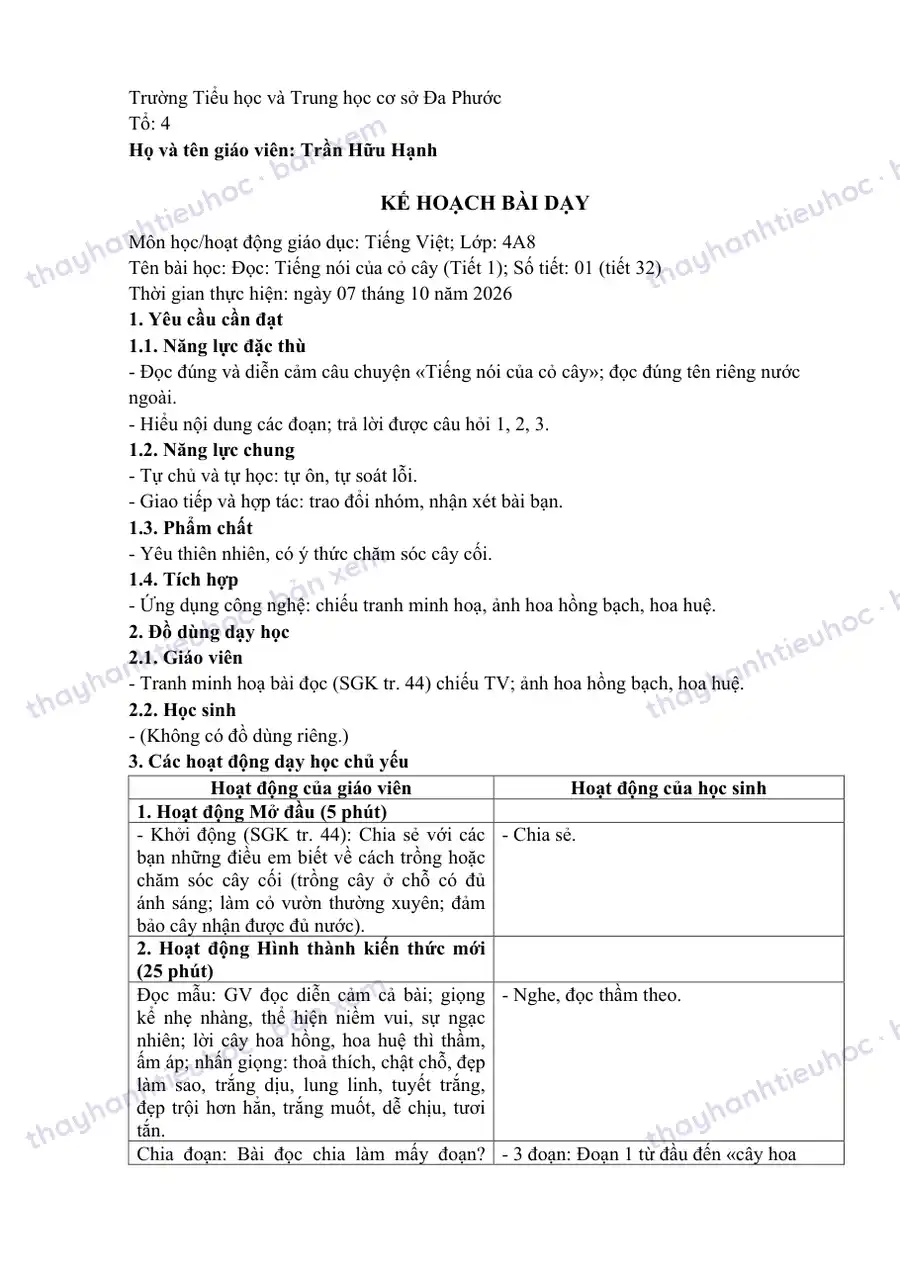 Trường Tiểu học và Trung học cơ sở Đa Phước
Tổ: 4
Họ và tên giáo viên: Trần Hữu Hạnh
KẾ HOẠCH BÀI DẠY
Môn học/hoạt động giáo dục: Tiếng Việt; Lớp: 4A8
Tên bài học: Đọc: Tiếng nói của cỏ cây (Tiết 1); Số tiết: 01 (tiết 32)
Thời gian thực hiện: ngày 07 tháng 10 năm 2026
1. Yêu cầu cần đạt
1.1. Năng lực đặc thù
- Đọc đúng và diễn cảm câu chuyện «Tiếng nói của cỏ cây»; đọc đúng tên riêng nước
ngoài.
- Hiểu nội dung các đoạn; trả lời được câu hỏi 1, 2, 3.
1.2. Năng lực chung
- Tự chủ và tự học: tự ôn, tự soát lỗi.
- Giao tiếp và hợp tác: trao đổi nhóm, nhận xét bài bạn.
1.3. Phẩm chất
- Yêu thiên nhiên, có ý thức chăm sóc cây cối.
1.4. Tích hợp
- Ứng dụng công nghệ: chiếu tranh minh hoạ, ảnh hoa hồng bạch, hoa huệ.
2. Đồ dùng dạy học
2.1. Giáo viên
- Tranh minh hoạ bài đọc (SGK tr. 44) chiếu TV; ảnh hoa hồng bạch, hoa huệ.
2.2. Học sinh
- (Không có đồ dùng riêng.)
3. Các hoạt động dạy học chủ yếu
Hoạt động của giáo viên
Hoạt động của học sinh
1. Hoạt động Mở đầu (5 phút)
- Khởi động (SGK tr. 44): Chia sẻ với các
bạn những điều em biết về cách trồng hoặc
chăm sóc cây cối (trồng cây ở chỗ có đủ
ánh sáng; làm cỏ vườn thường xuyên; đảm
bảo cây nhận được đủ nước).
- Chia sẻ.
2. Hoạt động Hình thành kiến thức mới
(25 phút)
Đọc mẫu: GV đọc diễn cảm cả bài; giọng
kể nhẹ nhàng, thể hiện niềm vui, sự ngạc
nhiên; lời cây hoa hồng, hoa huệ thì thầm,
ấm áp; nhấn giọng: thoả thích, chật chỗ, đẹp
làm sao, trắng dịu, lung linh, tuyết trắng,
đẹp trội hơn hẳn, trắng muốt, dễ chịu, tươi
tắn.
- Nghe, đọc thầm theo.
Chia đoạn: Bài đọc chia làm mấy đoạn?
- 3 đoạn: Đoạn 1 từ đầu đến «cây hoa
thayhanhtieuhoc · bản xem
thayhanhtieuhoc · b
thayhanhtieuhoc · bản xem
thayhanhtieuhoc · b
thayhanhtieuhoc · bản xem
thayhanhtieuhoc · b